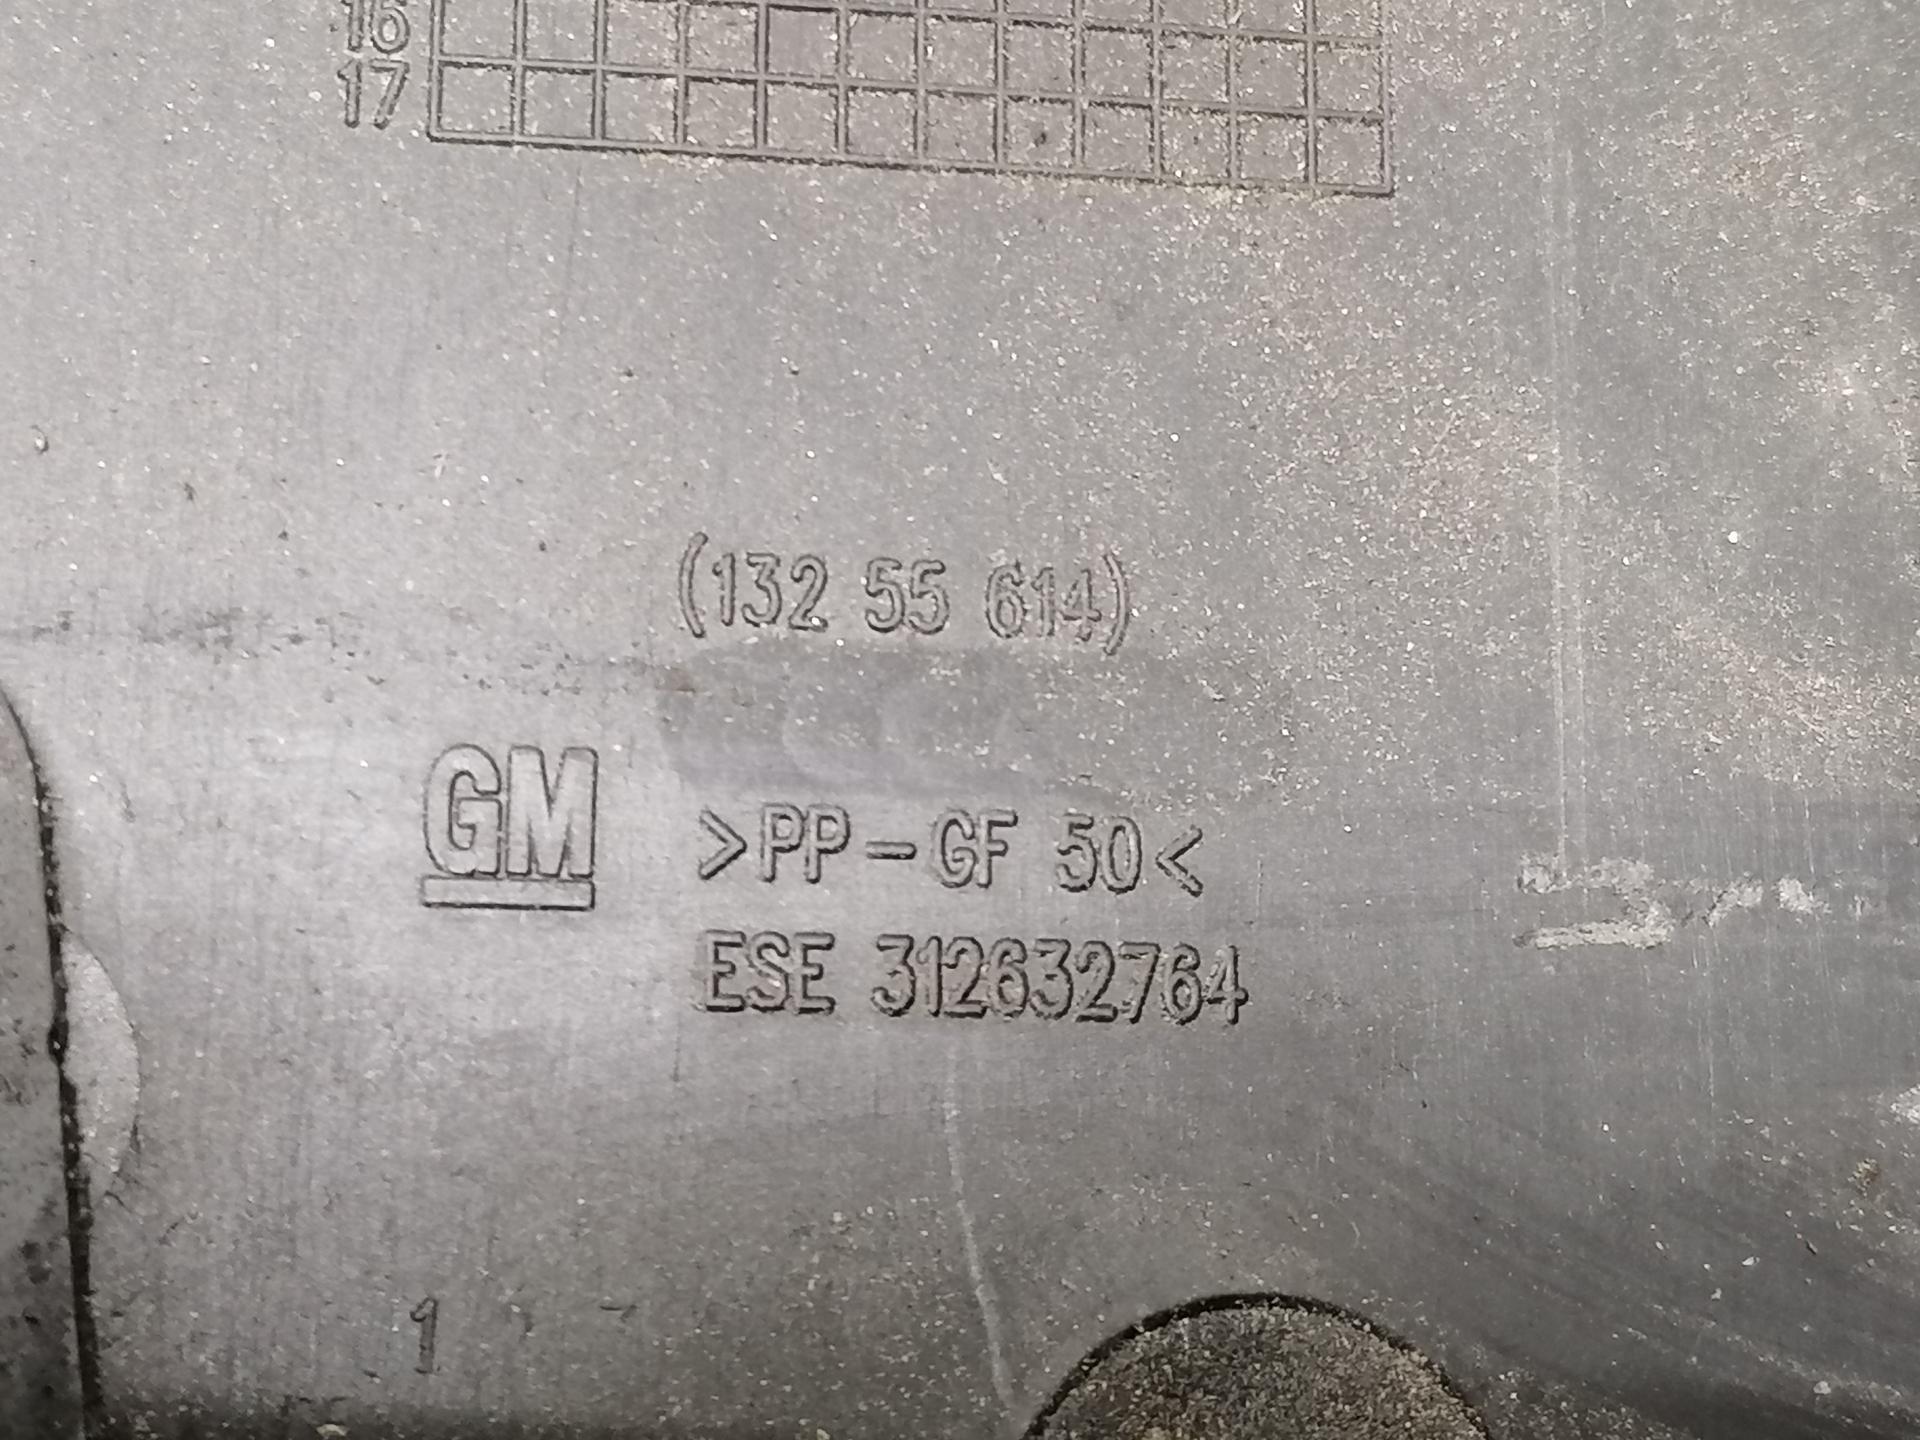 16
17
(132 55 614)
GM
>PP-GF 50<
ESE 312632764
1